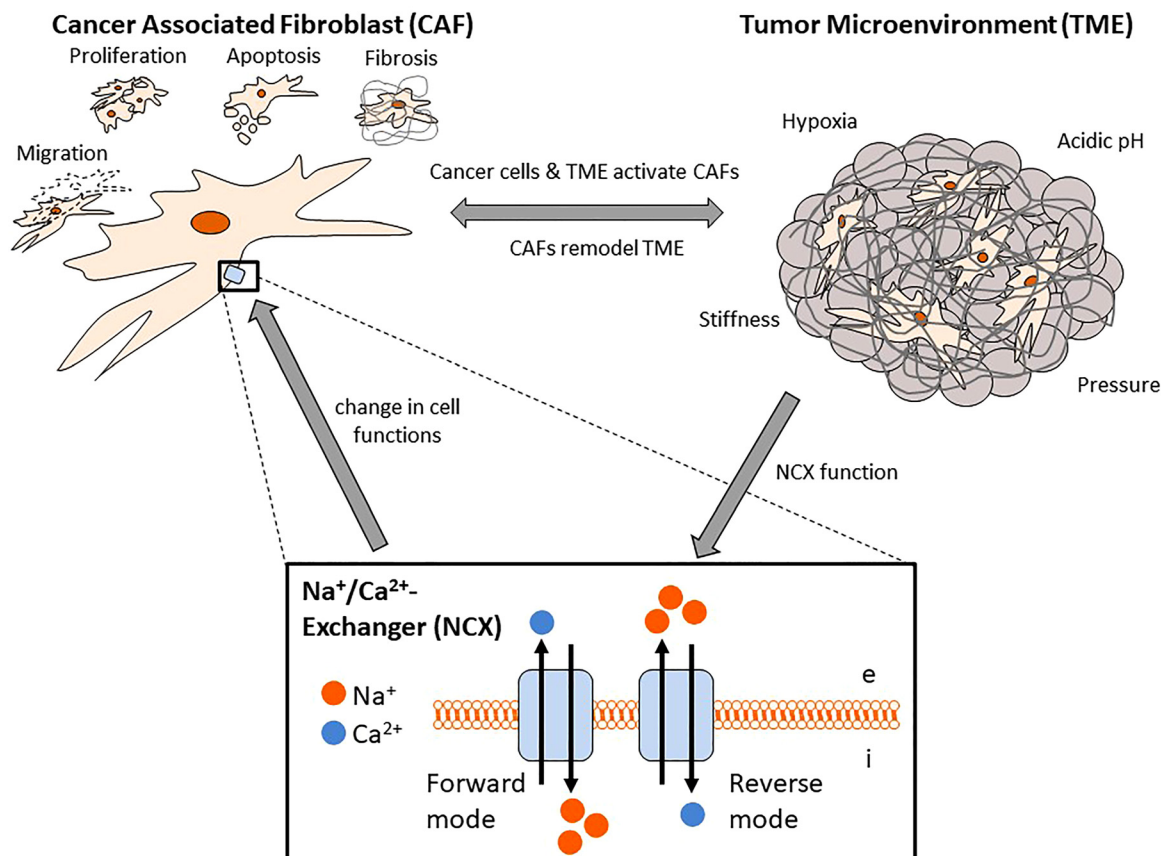 Cancer Associated Fibroblast (CAF)
Tumor Microenvironment (TME)
Proliferation
Apoptosis
Fibrosis
Migration
Cancer cells & TME activate CAFs
CAFs remodel TME
Hypoxia
Acidic pH
Stiffness
Pressure
change in cell
functions
NCX function
Na⁺/Ca²⁺-
Exchanger (NCX)
Na⁺
Ca²⁺
e
i
Forward
mode
Reverse
mode